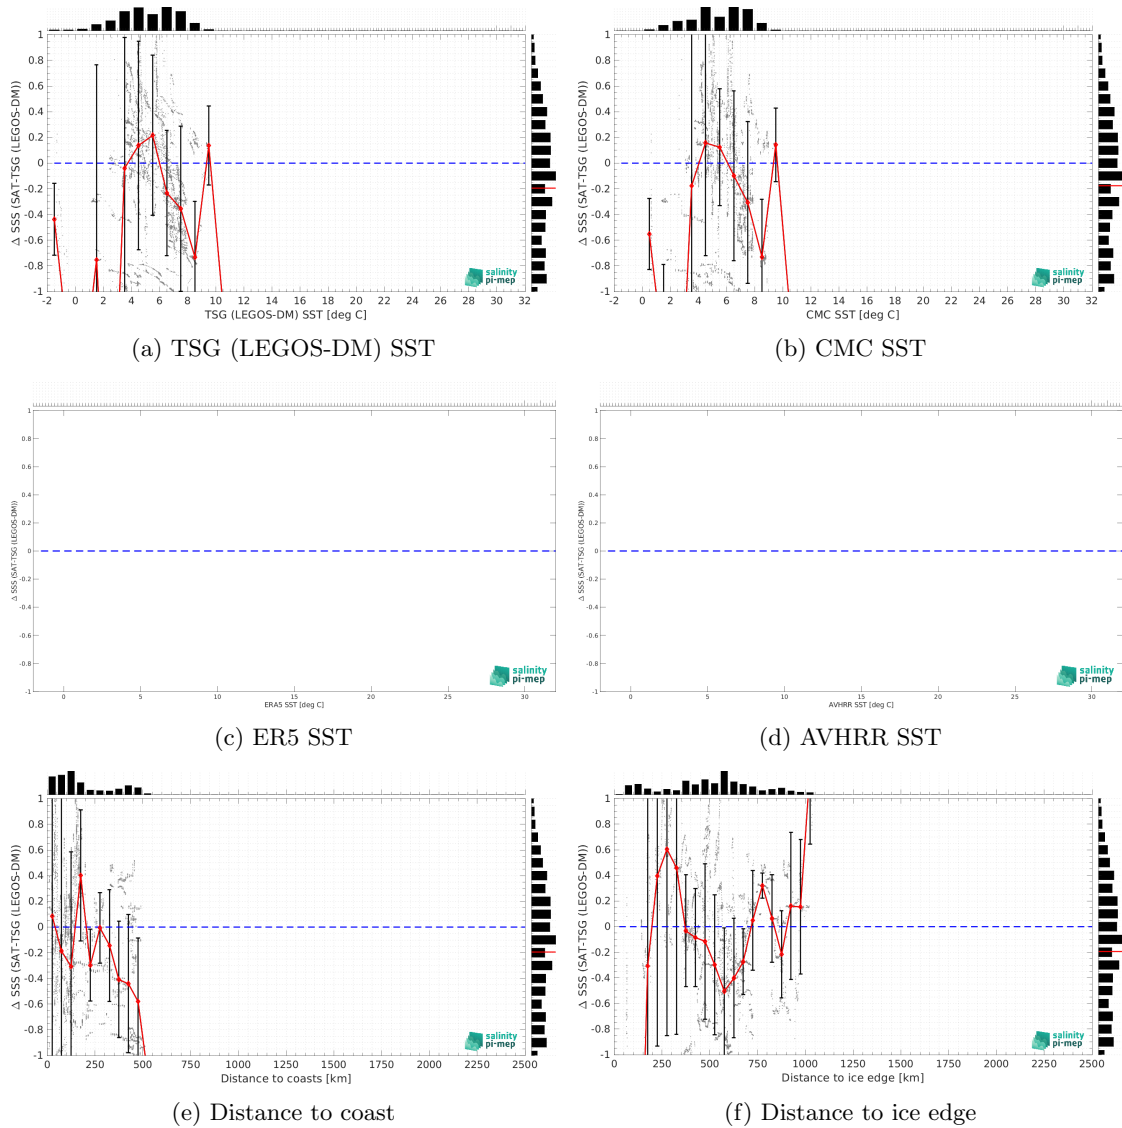 1
0.8
0.6
0.4
0.2
0
-0.2
-0.4
-0.6
-0.8
-1
Δ SSS (SAT-TSG (LEGOS-DM))
-2 0 2 4 6 8 10 12 14 16 18 20 22 24 26 28 30 32
TSG (LEGOS-DM) SST [deg C]
salinity
pi-mep
(a) TSG (LEGOS-DM) SST
1
0.8
0.6
0.4
0.2
0
-0.2
-0.4
-0.6
-0.8
-1
Δ SSS (SAT-TSG (LEGOS-DM))
-2 0 2 4 6 8 10 12 14 16 18 20 22 24 26 28 30 32
CMC SST [deg C]
salinity
pi-mep
(b) CMC SST
1
0.8
0.6
0.4
0.2
0
-0.2
-0.4
-0.6
-0.8
-1
Δ SSS (SAT-TSG (LEGOS-DM))
0 5 10 15 20 25 30
ERA5 SST [deg C]
salinity
pi-mep
(c) ER5 SST
1
0.8
0.6
0.4
0.2
0
-0.2
-0.4
-0.6
-0.8
-1
Δ SSS (SAT-TSG (LEGOS-DM))
0 5 10 15 20 25 30
AVHRR SST [deg C]
salinity
pi-mep
(d) AVHRR SST
1
0.8
0.6
0.4
0.2
0
-0.2
-0.4
-0.6
-0.8
-1
Δ SSS (SAT-TSG (LEGOS-DM))
0 250 500 750 1000 1250 1500 1750 2000 2250 2500
Distance to coasts [km]
salinity
pi-mep
(e) Distance to coast
1
0.8
0.6
0.4
0.2
0
-0.2
-0.4
-0.6
-0.8
-1
Δ SSS (SAT-TSG (LEGOS-DM))
0 250 500 750 1000 1250 1500 1750 2000 2250 2500
Distance to ice edge [km]
salinity
pi-mep
(f) Distance to ice edge